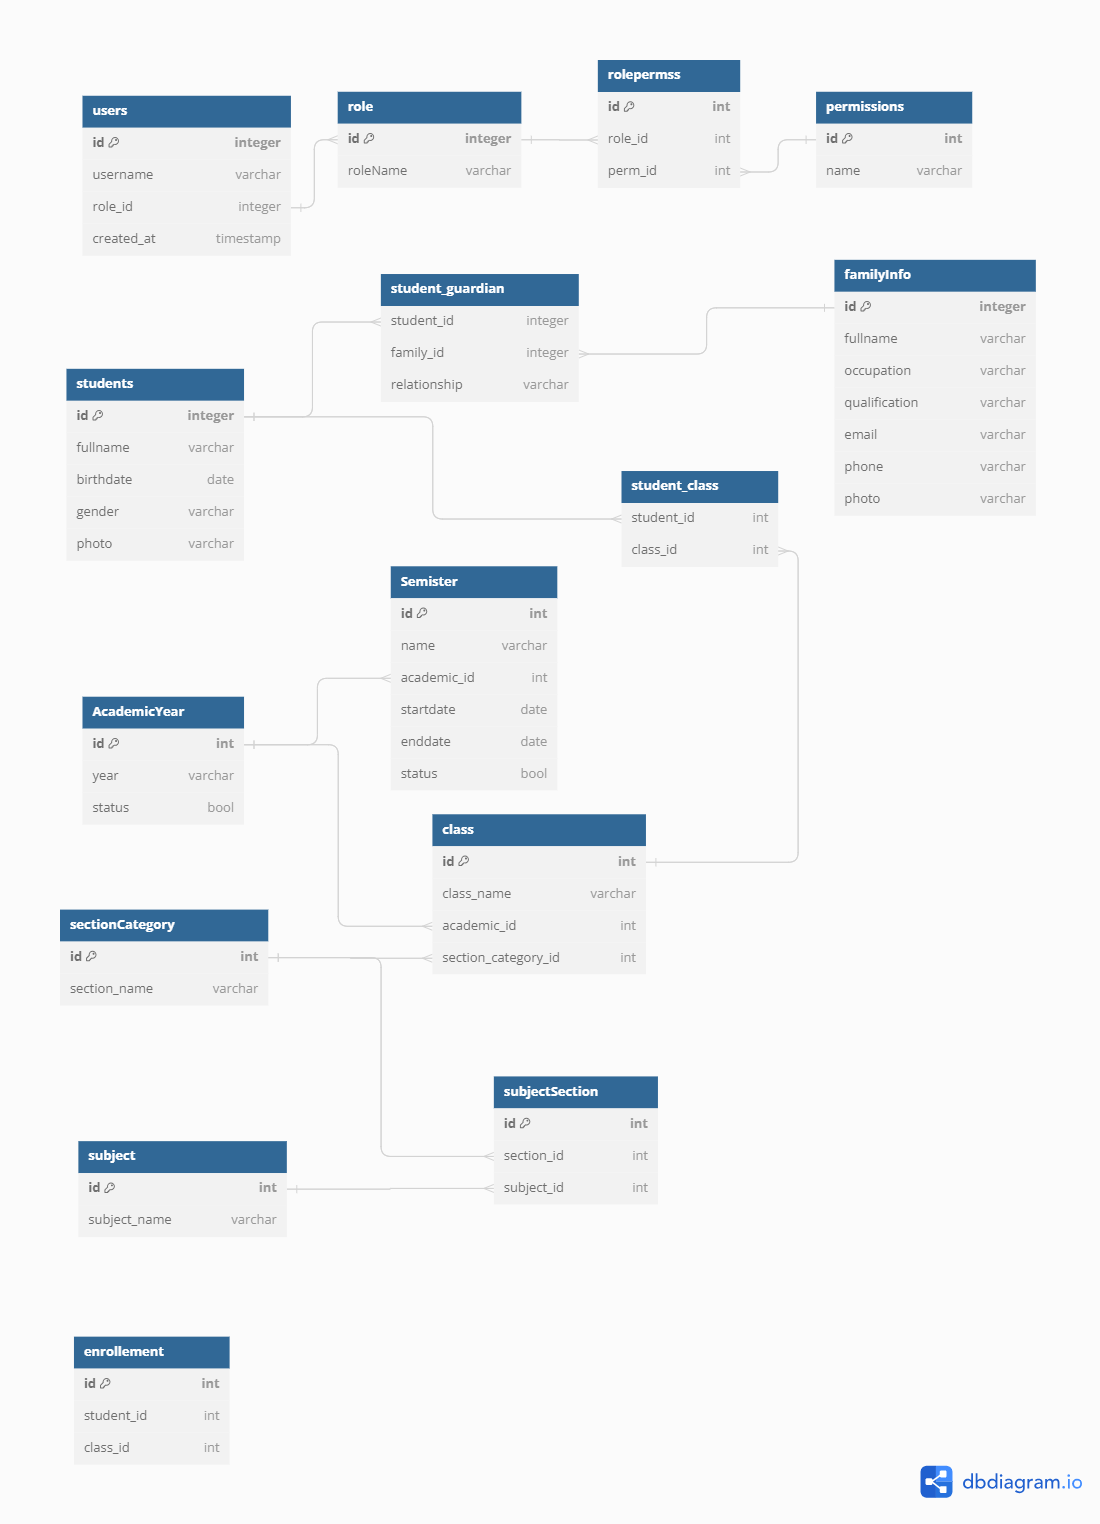 users
id integer
username varchar
role_id integer
created_at timestamp
role
id integer
roleName varchar
rolepermss
id int
role_id int
perm_id int
permissions
id int
name varchar
student_guardian
student_id integer
family_id integer
relationship varchar
familyInfo
id integer
fullname varchar
occupation varchar
qualification varchar
email varchar
phone varchar
photo varchar
students
id integer
fullname varchar
birthdate date
gender varchar
photo varchar
student_class
student_id int
class_id int
Semister
id int
name varchar
academic_id int
startdate date
enddate date
status bool
AcademicYear
id int
year varchar
status bool
class
id int
class_name varchar
academic_id int
section_category_id int
sectionCategory
id int
section_name varchar
subjectSection
id int
section_id int
subject_id int
subject
id int
subject_name varchar
enrollement
id int
student_id int
class_id int
dbdiagram.io